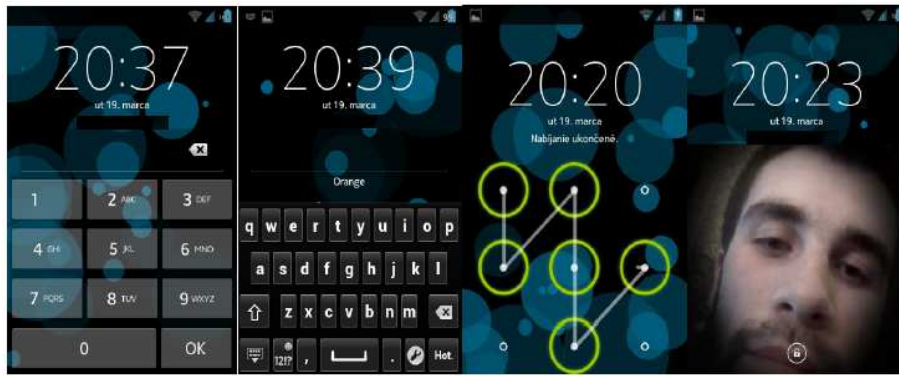 20:37
ut 19. marca
1
2 ABC
3 DEF
4 GHI
5 JKL
6 MNO
7 PQRS
8 TUV
9 WXYZ
0
OK
20:39
ut 19. marca
Orange
q w e r t y u i o p
a s d f g h j k l
z x c v b n m
12!? , . Hot.
20:20
ut 19. marca
Nabíjanie ukončené.
20:23
ut 19. marca